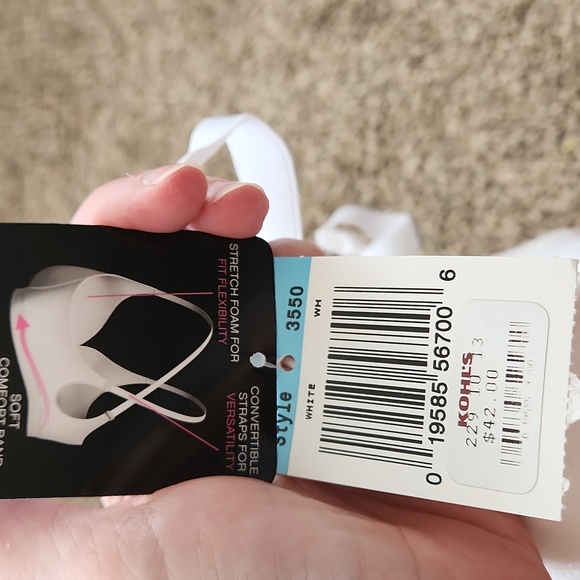 STRETCH FOAM FOR
FIT FLEXIBILITY
CONVERTIBLE
STRAPS FOR
VERSATILITY
SOFT
COMFORT BAND
Style 3550
WHITE WH
0 19585 56700 6
KOHL'S
229 10 13
$42.00